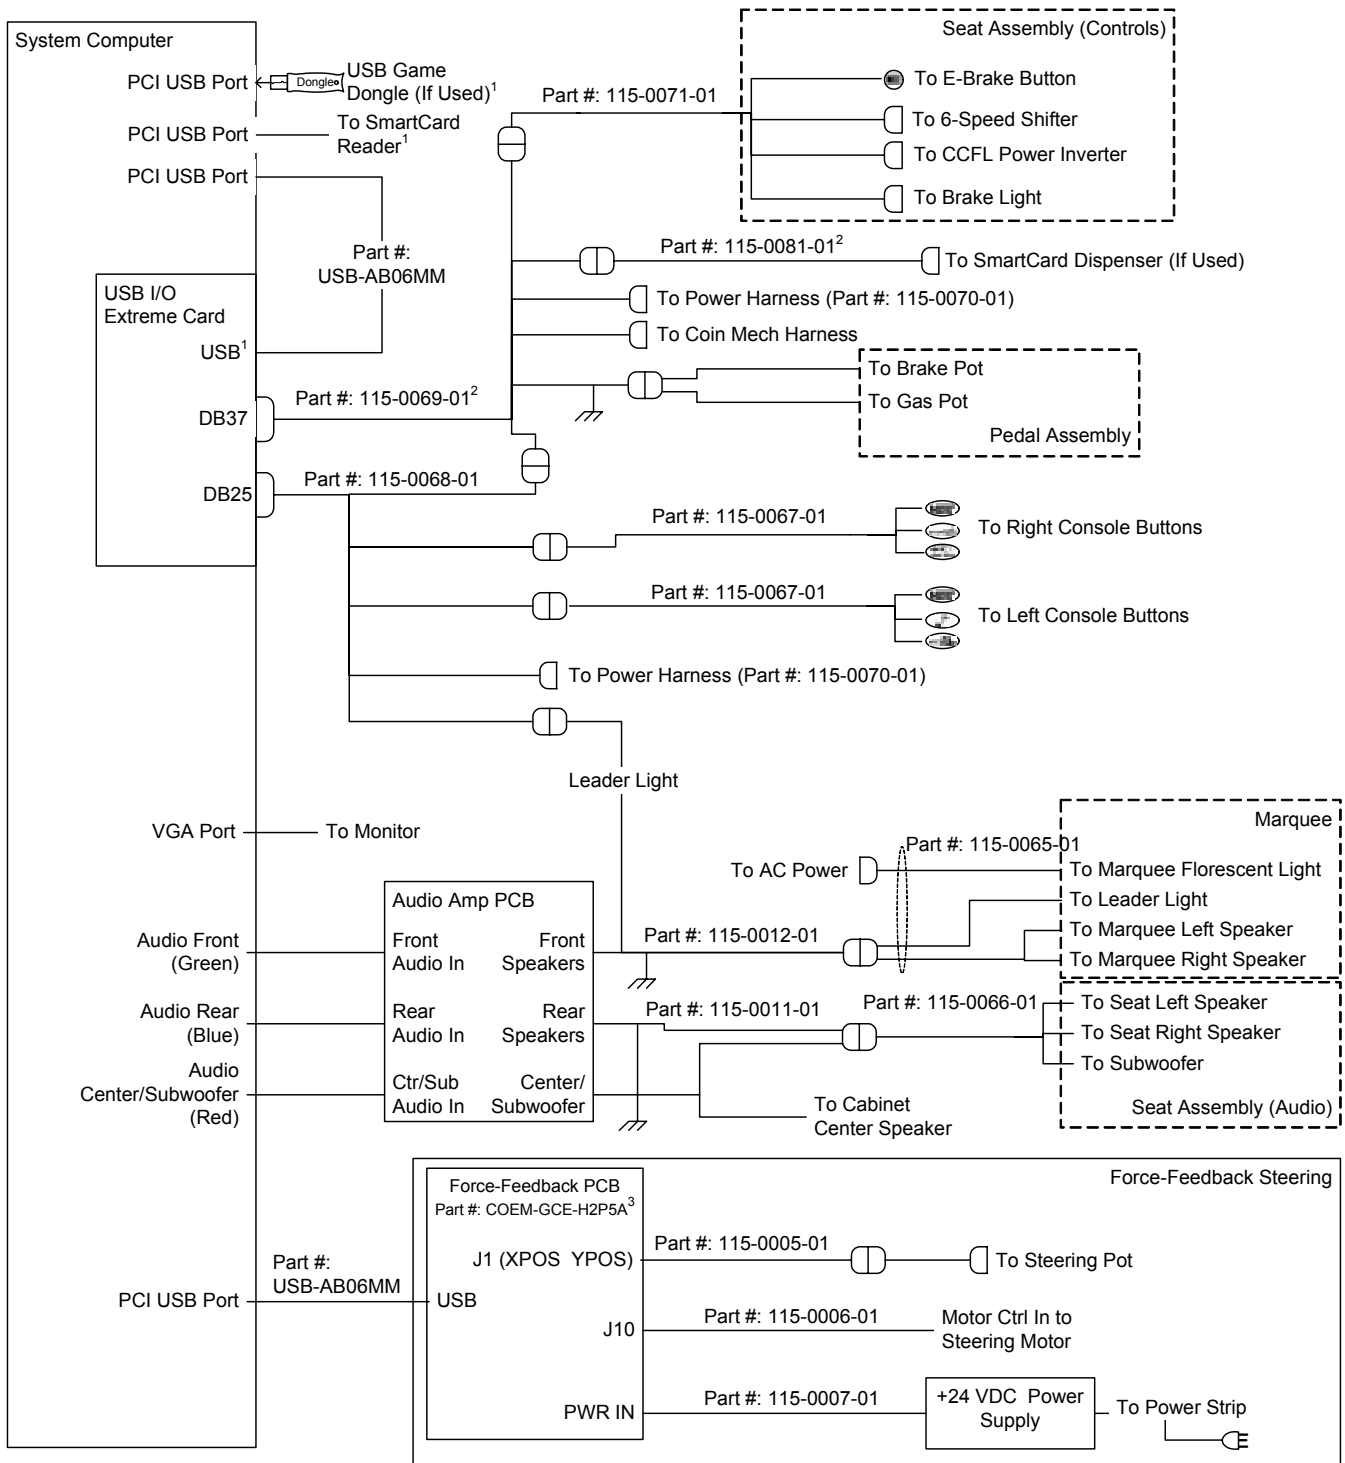 System Computer
PCI USB Port
Dongle
USB Game
Dongle (If Used)1
PCI USB Port
To SmartCard
Reader1
PCI USB Port
Part #:
USB-AB06MM
USB I/O
Extreme Card
USB1
DB37
DB25
Part #: 115-0069-012
Part #: 115-0068-01
Part #: 115-0071-01
Seat Assembly (Controls)
To E-Brake Button
To 6-Speed Shifter
To CCFL Power Inverter
To Brake Light
Part #: 115-0081-012
To SmartCard Dispenser (If Used)
To Power Harness (Part #: 115-0070-01)
To Coin Mech Harness
To Brake Pot
To Gas Pot
Pedal Assembly
Part #: 115-0067-01
To Right Console Buttons
Part #: 115-0067-01
To Left Console Buttons
To Power Harness (Part #: 115-0070-01)
Leader Light
VGA Port
To Monitor
Marquee
Part #: 115-0065-01
To AC Power
To Marquee Florescent Light
To Leader Light
To Marquee Left Speaker
To Marquee Right Speaker
Audio Amp PCB
Audio Front
(Green)
Front
Audio In
Front
Speakers
Part #: 115-0012-01
Audio Rear
(Blue)
Rear
Audio In
Rear
Speakers
Part #: 115-0011-01
Part #: 115-0066-01
To Seat Left Speaker
To Seat Right Speaker
To Subwoofer
Seat Assembly (Audio)
Audio
Center/Subwoofer
(Red)
Ctr/Sub
Audio In
Center/
Subwoofer
To Cabinet
Center Speaker
Force-Feedback Steering
Force-Feedback PCB
Part #: COEM-GCE-H2P5A3
J1 (XPOS YPOS)
Part #: 115-0005-01
To Steering Pot
PCI USB Port
Part #:
USB-AB06MM
USB
J10
Part #: 115-0006-01
Motor Ctrl In to
Steering Motor
PWR IN
Part #: 115-0007-01
+24 VDC Power
Supply
To Power Strip